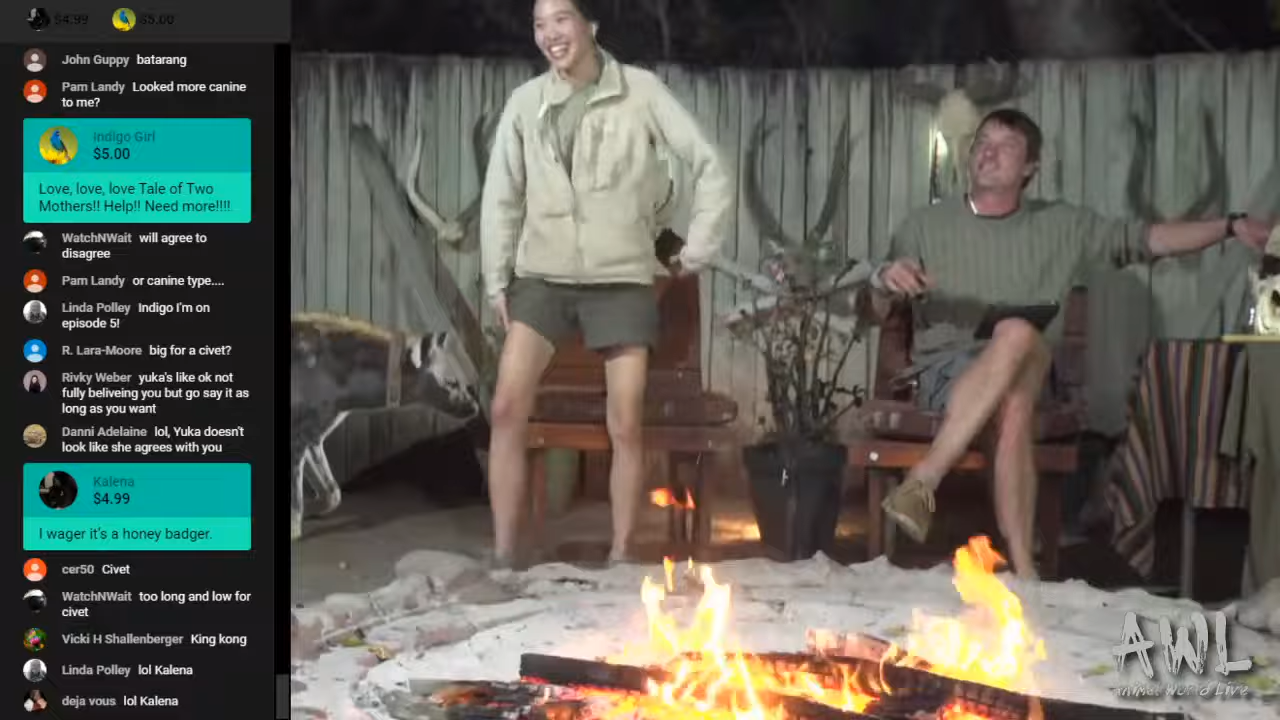 $4.99 $5.00
John Guppy batarang
Pam Landy Looked more canine
to me?
Indigo Girl
$5.00
Love, love, love Tale of Two
Mothers!! Help!! Need more!!!!
WatchNWait will agree to
disagree
Pam Landy or canine type....
Linda Polley Indigo I'm on
episode 5!
R. Lara-Moore big for a civet?
Rivky Weber yuka's like ok not
fully beliveing you but go say it as
long as you want
Danni Adelaine lol, Yuka doesn't
look like she agrees with you
Kalena
$4.99
I wager it's a honey badger.
cer50 Civet
WatchNWait too long and low for
civet
Vicki H Shallenberger King kong
Linda Polley lol Kalena
deja vous lol Kalena
AWL
animal World Live